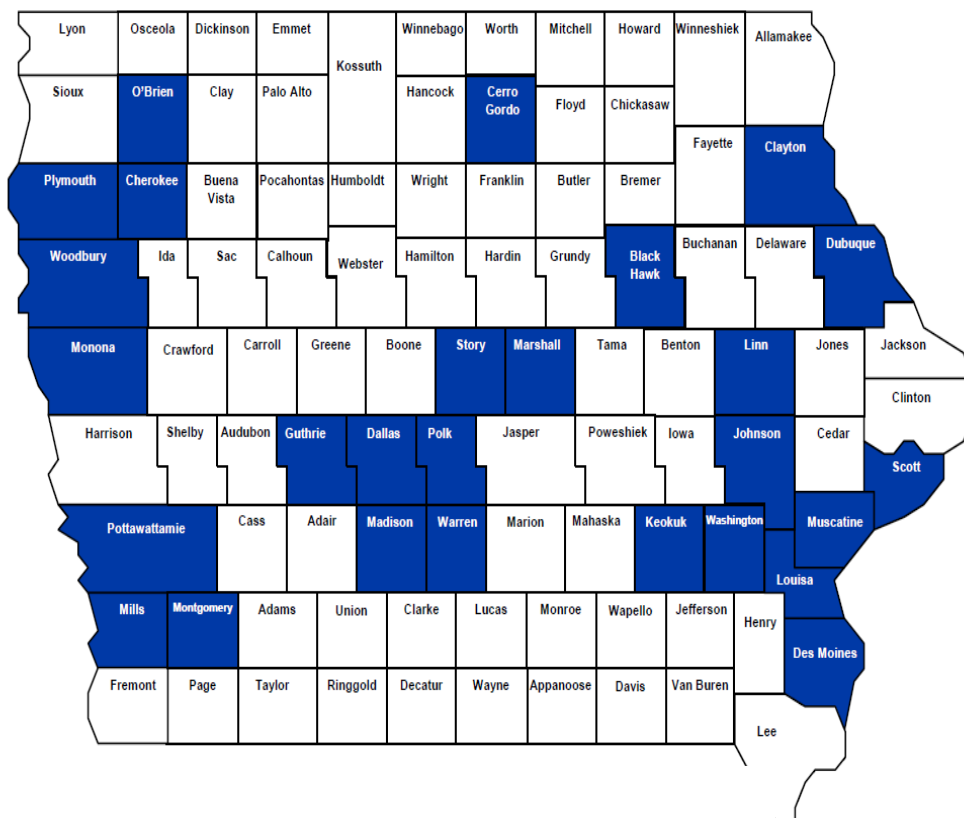 Lyon
Osceola
Dickinson
Emmet
Kossuth
Winnebago
Worth
Mitchell
Howard
Winneshiek
Allamakee
Sioux
O'Brien
Clay
Palo Alto
Hancock
Cerro
Gordo
Floyd
Chickasaw
Fayette
Clayton
Plymouth
Cherokee
Buena
Vista
Pocahontas
Humboldt
Wright
Franklin
Butler
Bremer
Woodbury
Ida
Sac
Calhoun
Webster
Hamilton
Hardin
Grundy
Black
Hawk
Buchanan
Delaware
Dubuque
Monona
Crawford
Carroll
Greene
Boone
Story
Marshall
Tama
Benton
Linn
Jones
Jackson
Clinton
Harrison
Shelby
Audubon
Guthrie
Dallas
Polk
Jasper
Poweshiek
Iowa
Johnson
Cedar
Scott
Pottawattamie
Cass
Adair
Madison
Warren
Marion
Mahaska
Keokuk
Washington
Muscatine
Louisa
Mills
Montgomery
Adams
Union
Clarke
Lucas
Monroe
Wapello
Jefferson
Henry
Des Moines
Fremont
Page
Taylor
Ringgold
Decatur
Wayne
Appanoose
Davis
Van Buren
Lee